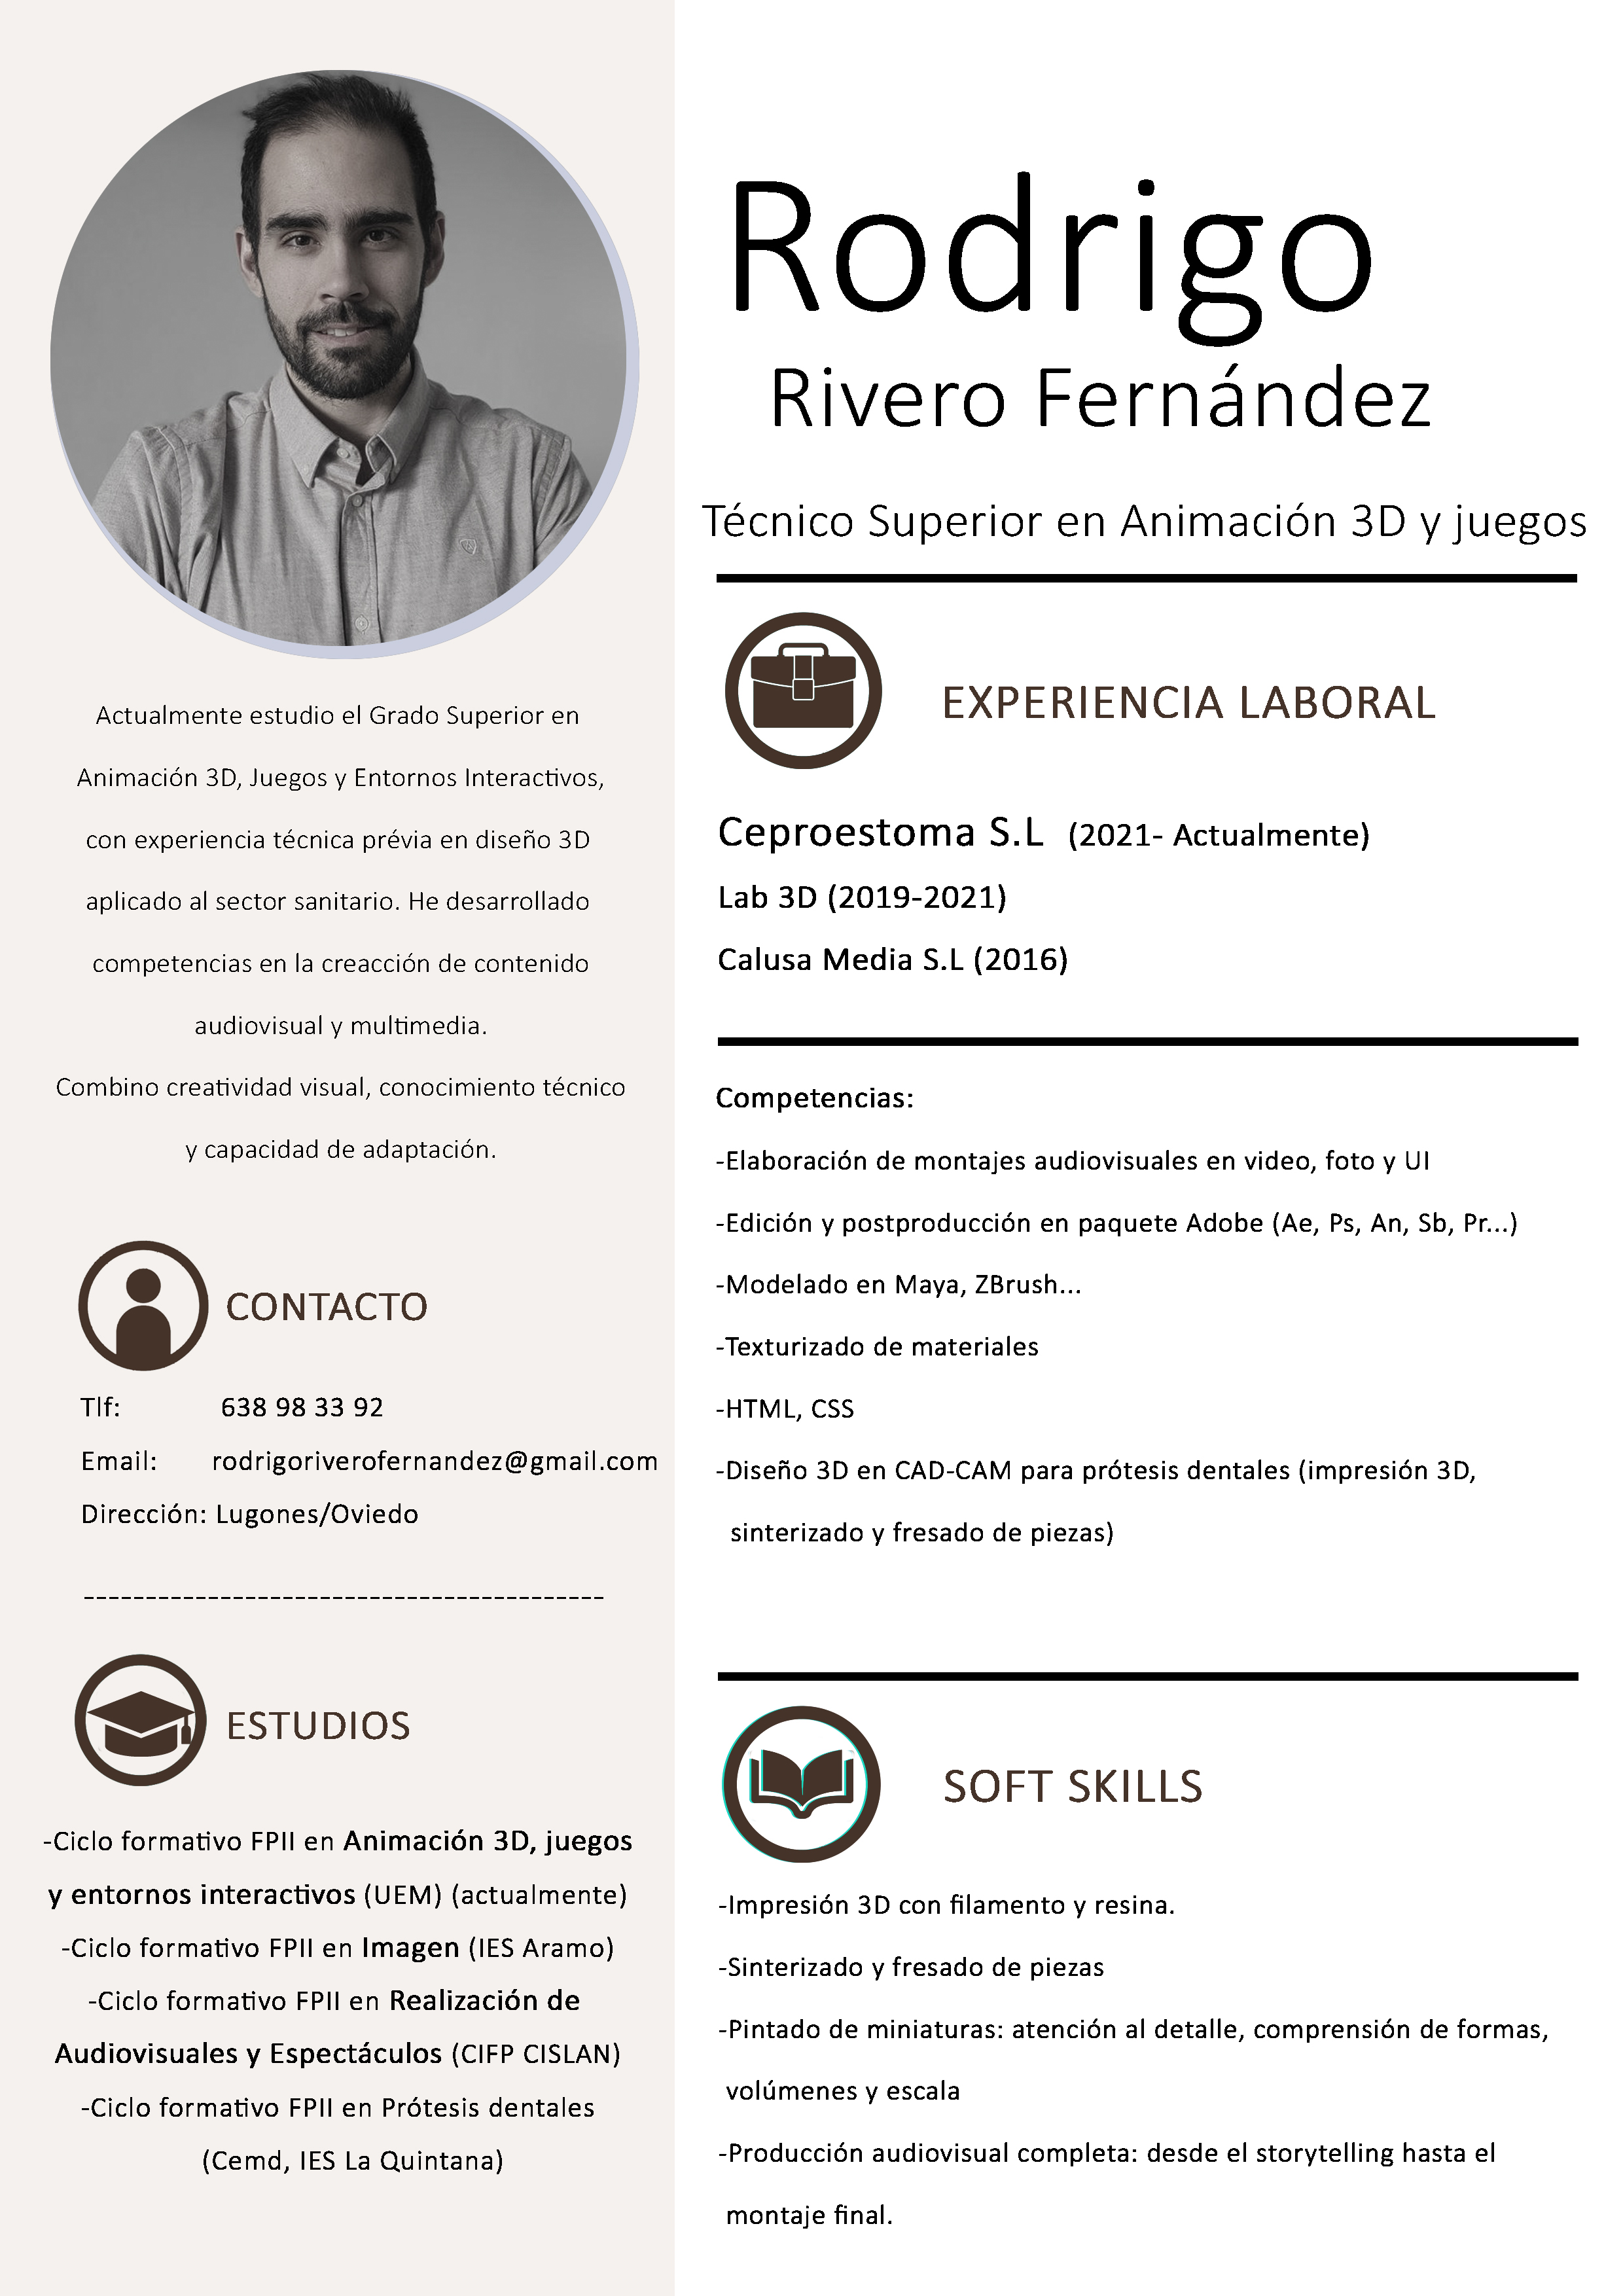 Rodrigo
Rivero Fernández
Técnico Superior en Animación 3D y juegos
Actualmente estudio el Grado Superior en
Animación 3D, Juegos y Entornos Interactivos,
con experiencia técnica prévia en diseño 3D
aplicado al sector sanitario. He desarrollado
competencias en la creacción de contenido
audiovisual y multimedia.
Combino creatividad visual, conocimiento técnico
y capacidad de adaptación.
CONTACTO
Tlf: 638 98 33 92
Email: rodrigoriverofernandez@gmail.com
Dirección: Lugones/Oviedo
------------------------------------------
ESTUDIOS
-Ciclo formativo FPII en Animación 3D, juegos
y entornos interactivos (UEM) (actualmente)
-Ciclo formativo FPII en Imagen (IES Aramo)
-Ciclo formativo FPII en Realización de
Audiovisuales y Espectáculos (CIFP CISLAN)
-Ciclo formativo FPII en Prótesis dentales
(Cemd, IES La Quintana)
EXPERIENCIA LABORAL
Ceproestoma S.L (2021- Actualmente)
Lab 3D (2019-2021)
Calusa Media S.L (2016)
Competencias:
-Elaboración de montajes audiovisuales en video, foto y UI
-Edición y postproducción en paquete Adobe (Ae, Ps, An, Sb, Pr...)
-Modelado en Maya, ZBrush...
-Texturizado de materiales
-HTML, CSS
-Diseño 3D en CAD-CAM para prótesis dentales (impresión 3D,
sinterizado y fresado de piezas)
SOFT SKILLS
-Impresión 3D con filamento y resina.
-Sinterizado y fresado de piezas
-Pintado de miniaturas: atención al detalle, comprensión de formas,
volúmenes y escala
-Producción audiovisual completa: desde el storytelling hasta el
montaje final.